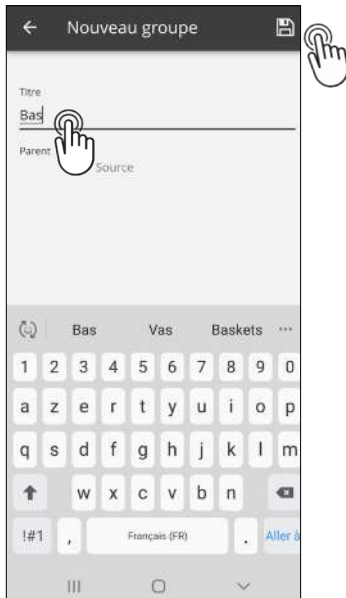 Nouveau groupe
Titre
Bas
Parent
Source
Bas Vas Baskets ...
1 2 3 4 5 6 7 8 9 0
a z e r t y u i o p
q s d f g h j k l m
w x c v b n
!#1 , Français (FR) . Aller à